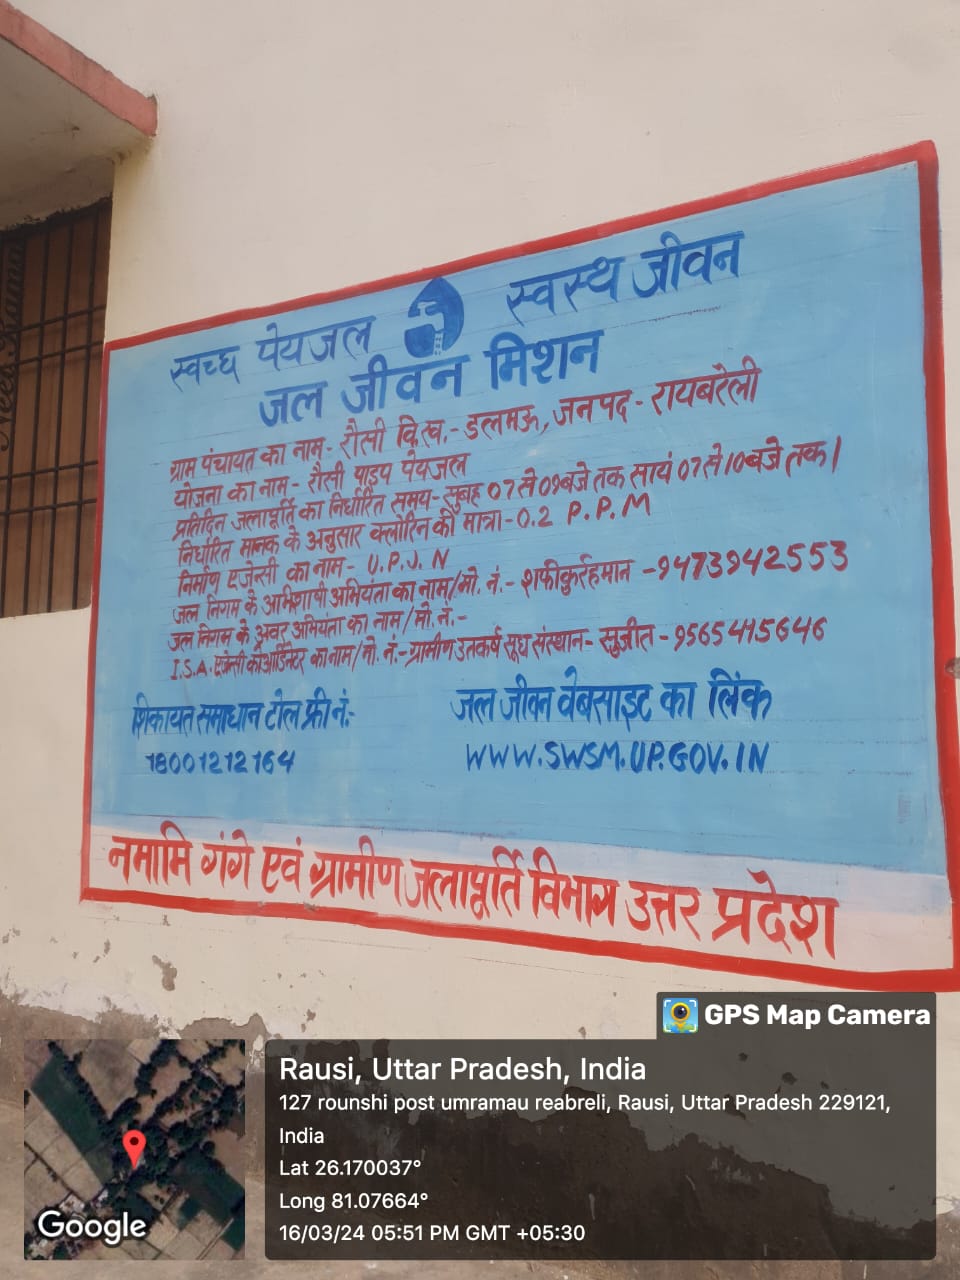 स्वच्छ पेयजल स्वस्थ जीवन
जल जीवन मिशन
ग्राम पंचायत का नाम- रौसी वि.ख.- डलमऊ, जनपद- रायबरेली
योजना का नाम- रौसी पाइप पेयजल
प्रतिदिन जलापूर्ति का निर्धारित समय- सुबह 07 से 09 बजे तक सायं 07 से 10 बजे तक।
निर्धारित मानक के अनुसार क्लोरिन की मात्रा-0.2 P.P.M
निर्माण एजेन्सी का नाम- U.P.J.N
जल निगम के अभियंता का नाम/मो. नं.- शफीकुर्रहमान -9473942553
जल निगम के अवर अभियंता का नाम/मो.नं.-
I.S.A. एजेन्सी कोआर्डिनेटर का नाम/मो. नं.- ग्रामीण उत्कर्ष संस्थान- सुजीत- 9565415646
शिकायत समाधान टोल फ्री नं:-
18001212164
जल जीवन वेबसाइट का लिंक
WWW.SWSM.UP.GOV.IN
नमामि गंगे एवं ग्रामीण जलापूर्ति विभाग उत्तर प्रदेश
GPS Map Camera
Rausi, Uttar Pradesh, India
127 rounshi post umramau reabreli, Rausi, Uttar Pradesh 229121,
India
Lat 26.170037°
Long 81.07664°
16/03/24 05:51 PM GMT +05:30
Google